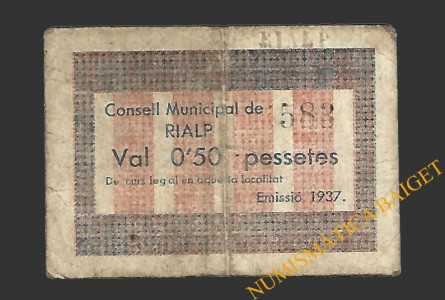 Consell Municipal de
RIALP
583
Val 0'50 pessetes
De curs legal en aquesta localitat
Emissió 1937.
NUMISMATICA BAIGET